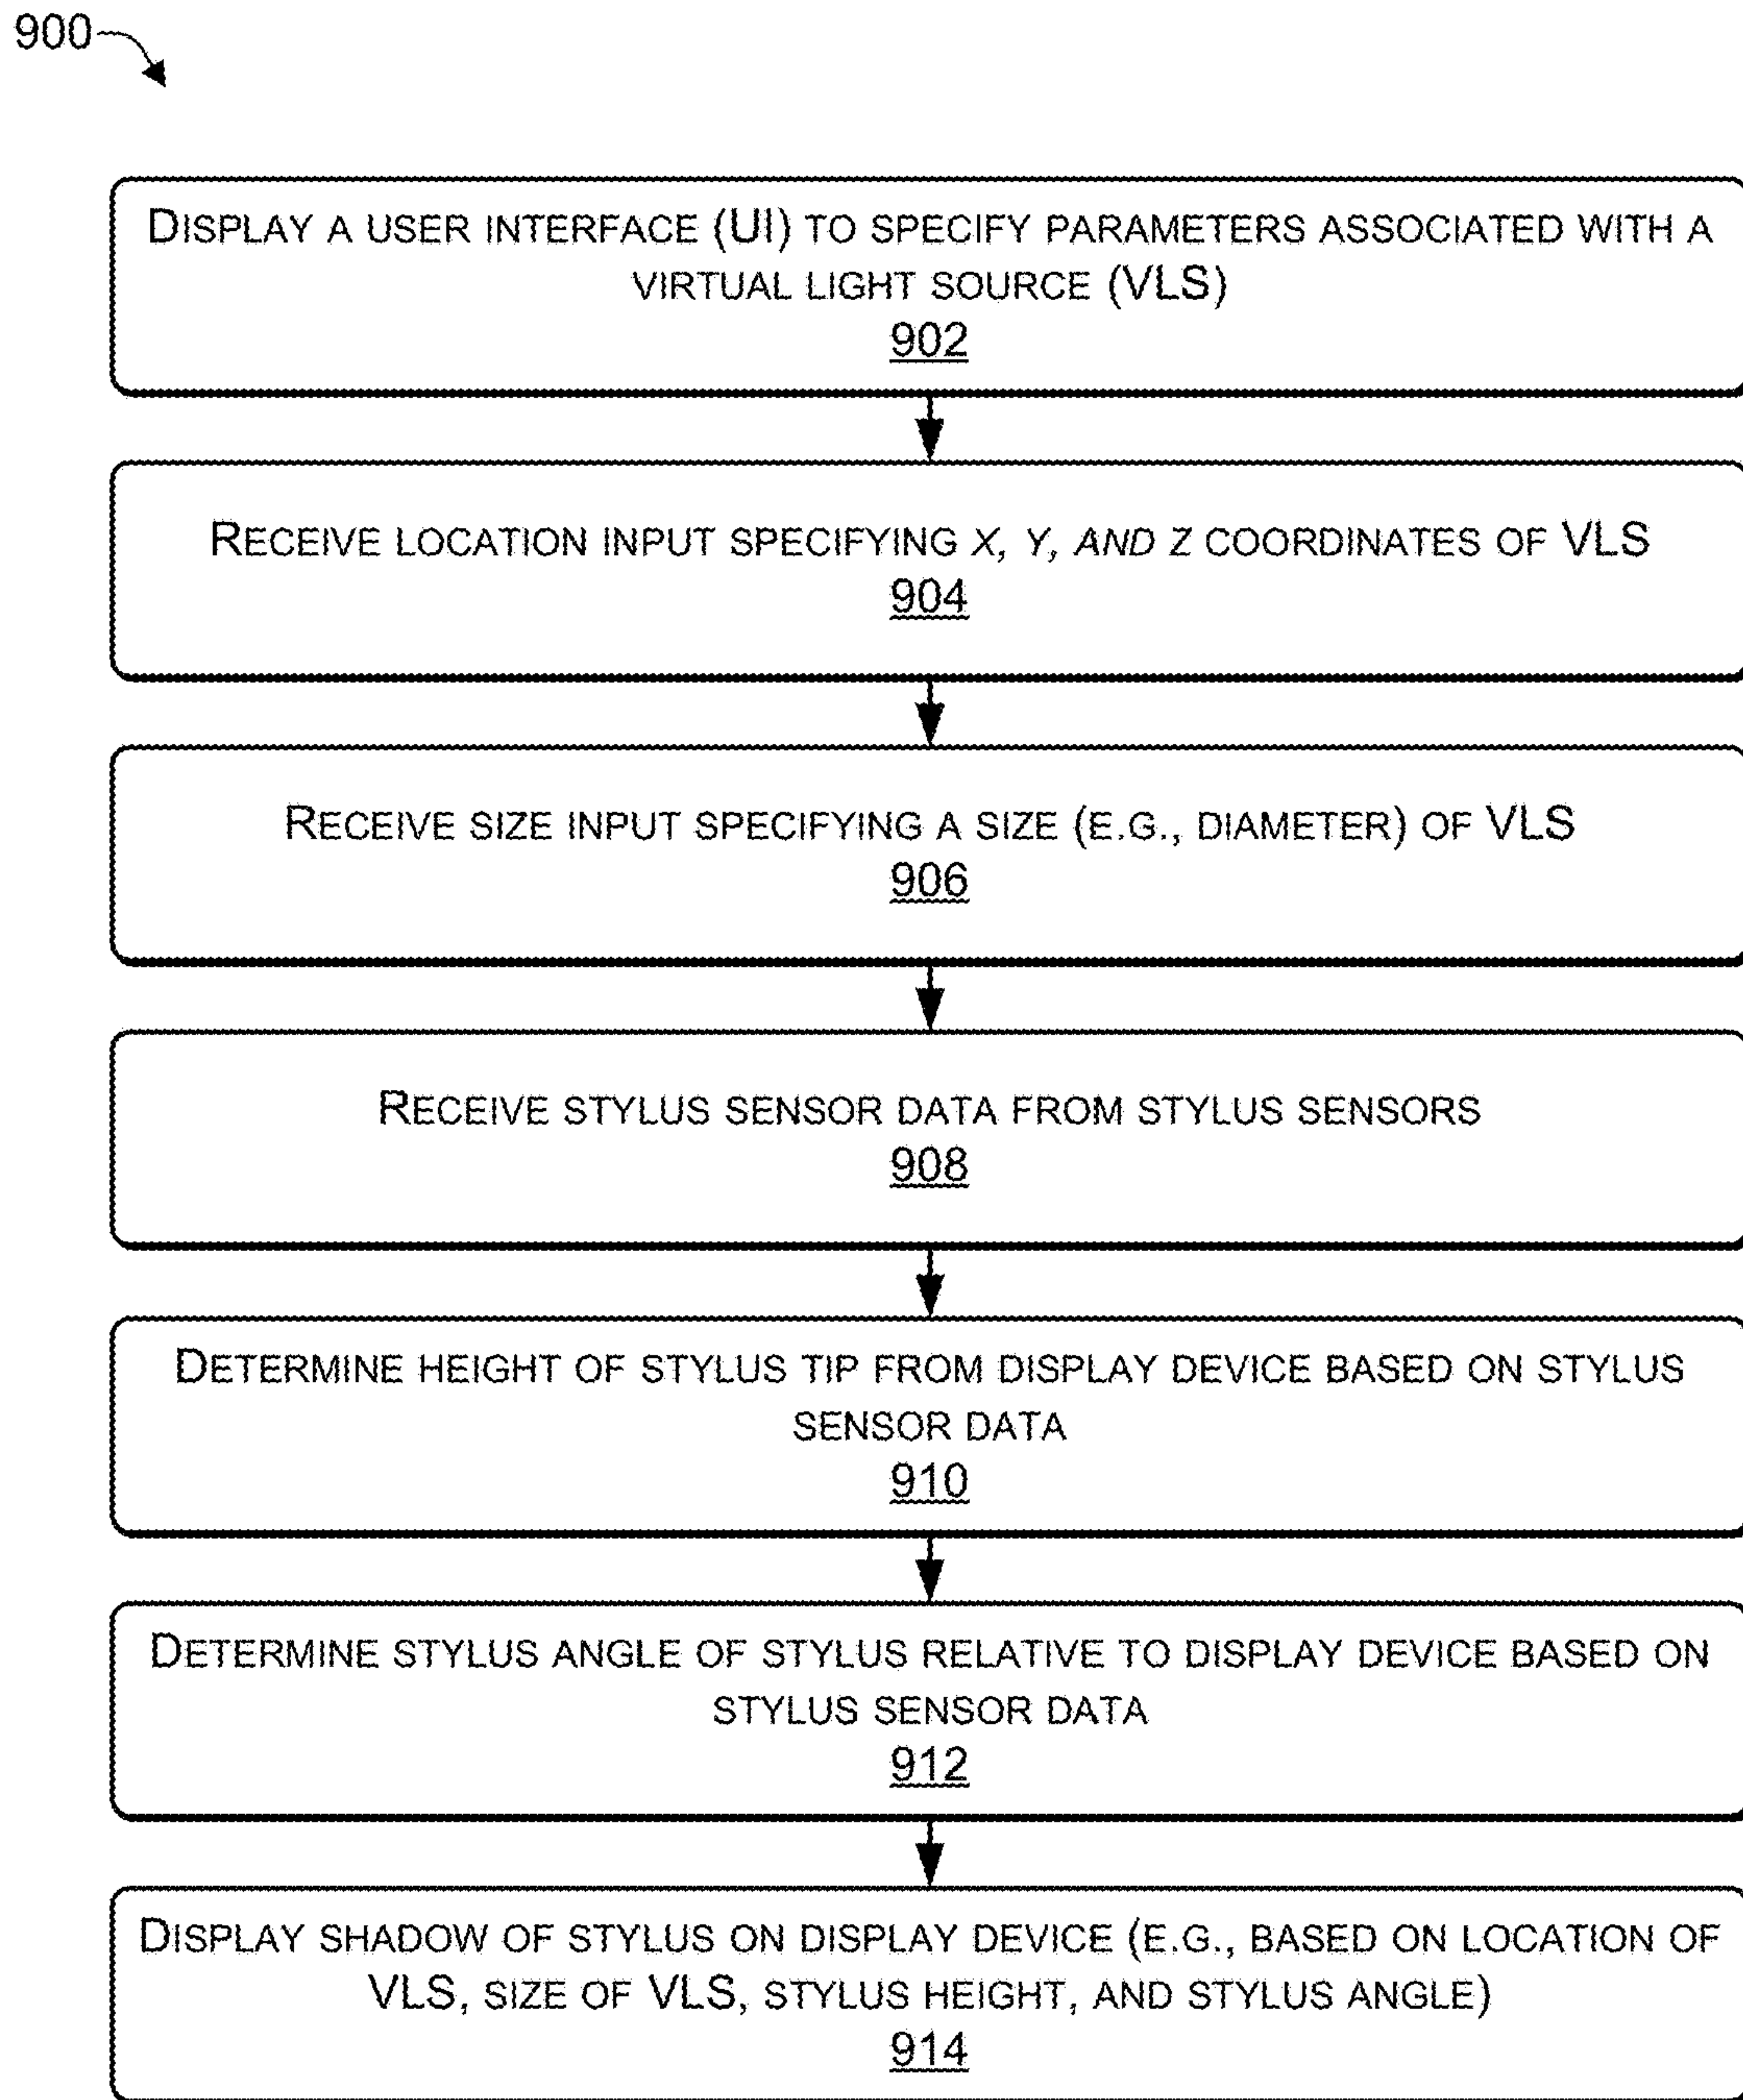 900
DISPLAY A USER INTERFACE (UI) TO SPECIFY PARAMETERS ASSOCIATED WITH A
VIRTUAL LIGHT SOURCE (VLS)
902
RECEIVE LOCATION INPUT SPECIFYING X, Y, AND Z COORDINATES OF VLS
904
RECEIVE SIZE INPUT SPECIFYING A SIZE (E.G., DIAMETER) OF VLS
906
RECEIVE STYLUS SENSOR DATA FROM STYLUS SENSORS
908
DETERMINE HEIGHT OF STYLUS TIP FROM DISPLAY DEVICE BASED ON STYLUS
SENSOR DATA
910
DETERMINE STYLUS ANGLE OF STYLUS RELATIVE TO DISPLAY DEVICE BASED ON
STYLUS SENSOR DATA
912
DISPLAY SHADOW OF STYLUS ON DISPLAY DEVICE (E.G., BASED ON LOCATION OF
VLS, SIZE OF VLS, STYLUS HEIGHT, AND STYLUS ANGLE)
914